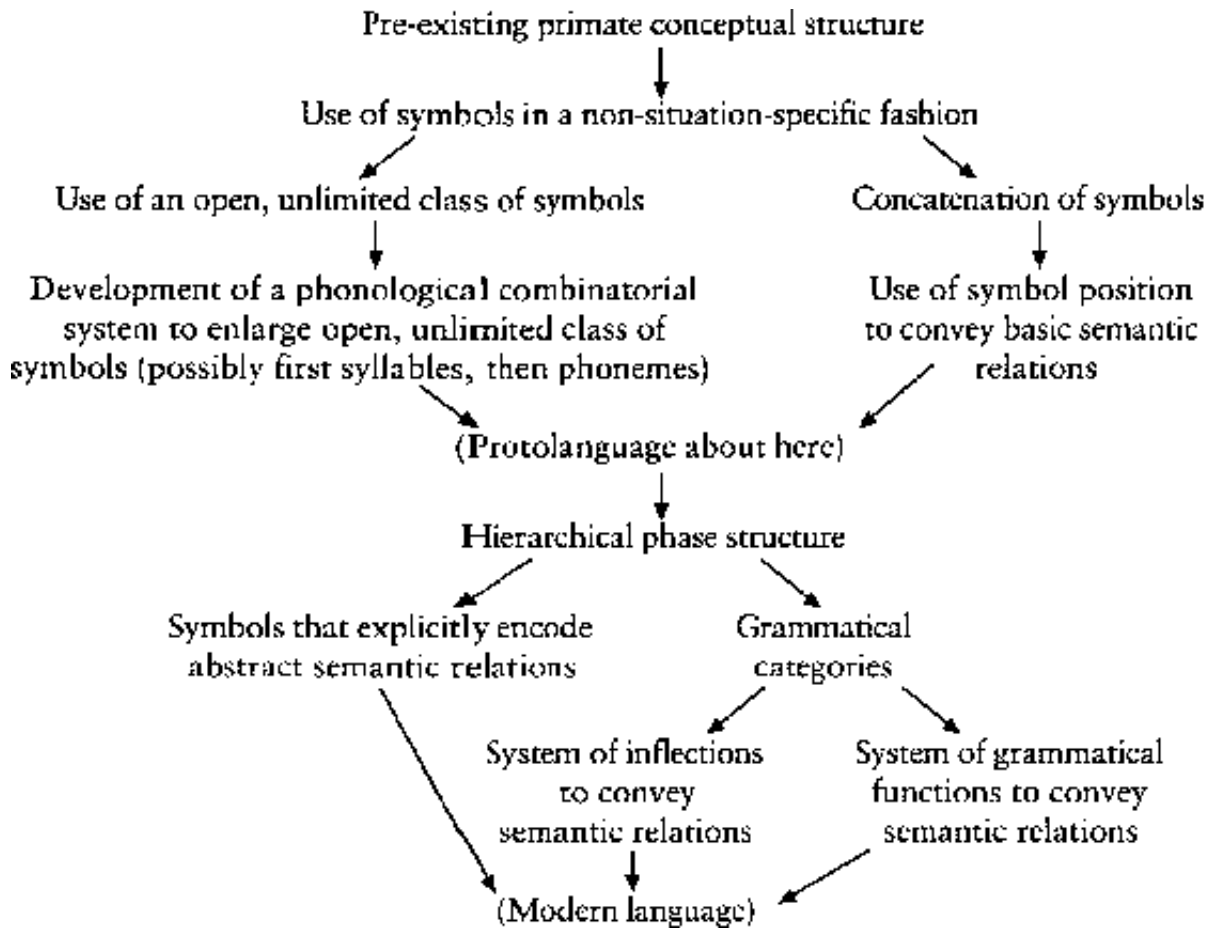 Pre-existing primate conceptual structure
Use of symbols in a non-situation-specific fashion
Use of an open, unlimited class of symbols
Concatenation of symbols
Development of a phonological combinatorial
system to enlarge open, unlimited class of
symbols (possibly first syllables, then phonemes)
Use of symbol position
to convey basic semantic
relations
(Protolanguage about here)
Hierarchical phase structure
Symbols that explicitly encode
abstract semantic relations
Grammatical
categories
System of inflections
to convey
semantic relations
System of grammatical
functions to convey
semantic relations
(Modern language)